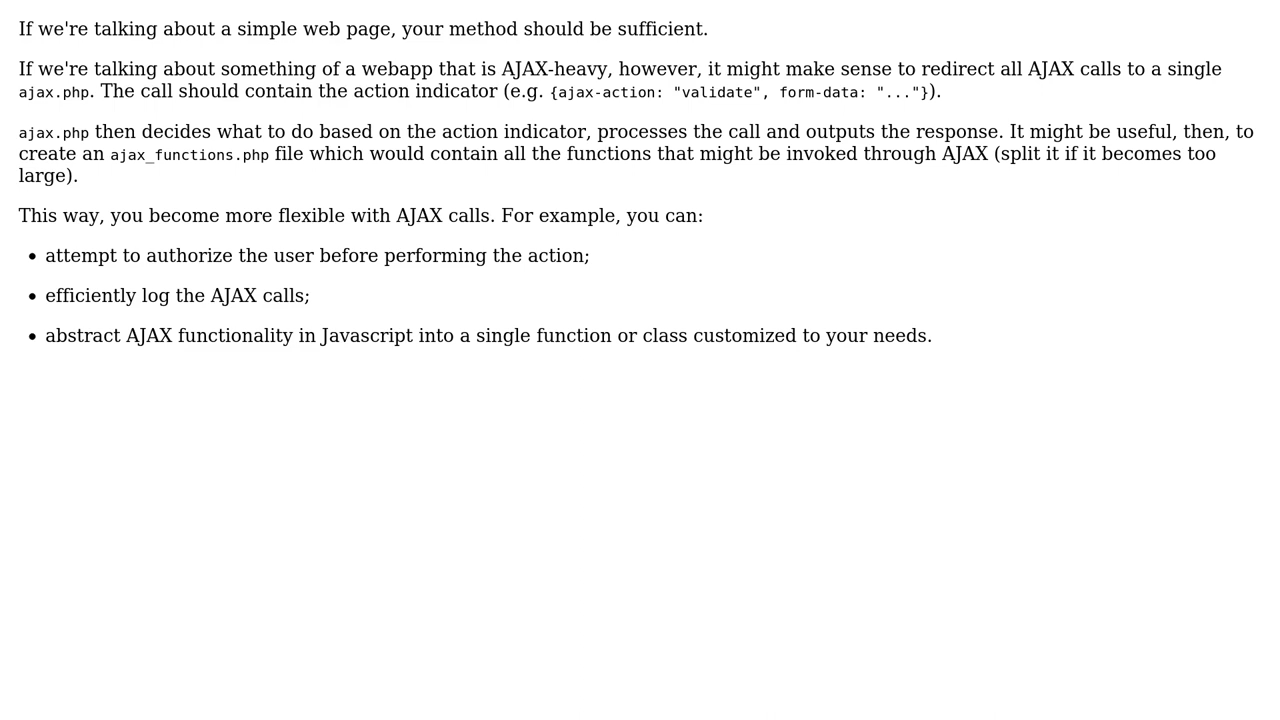 If we're talking about a simple web page, your method should be sufficient.
If we're talking about something of a webapp that is AJAX-heavy, however, it might make sense to redirect all AJAX calls to a single
ajax.php. The call should contain the action indicator (e.g. {ajax-action: "validate", form-data: "..."}).
ajax.php then decides what to do based on the action indicator, processes the call and outputs the response. It might be useful, then, to
create an ajax_functions.php file which would contain all the functions that might be invoked through AJAX (split it if it becomes too
large).
This way, you become more flexible with AJAX calls. For example, you can:
• attempt to authorize the user before performing the action;
• efficiently log the AJAX calls;
• abstract AJAX functionality in Javascript into a single function or class customized to your needs.